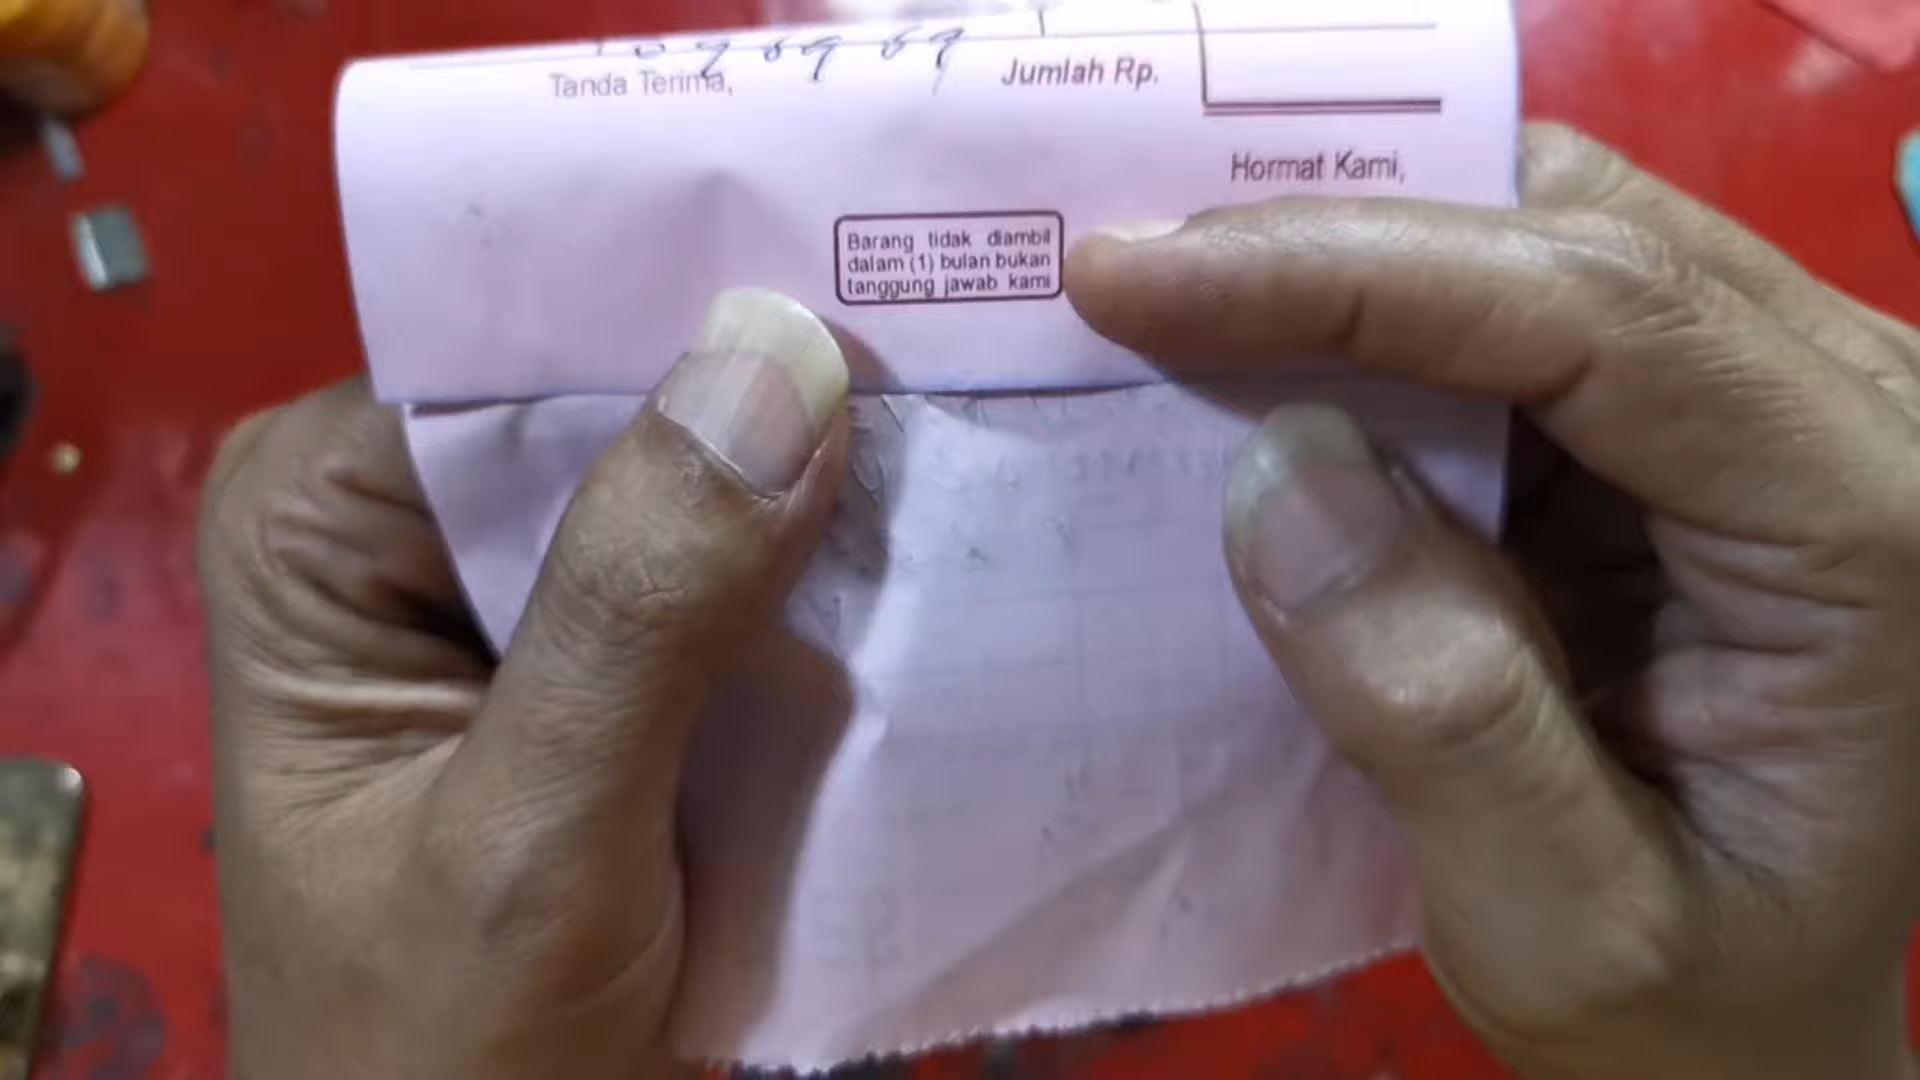 Tanda Terima,
Jumlah Rp.
Hormat Kami,
Barang tidak diambil
dalam (1) bulan bukan
tanggung jawab kami